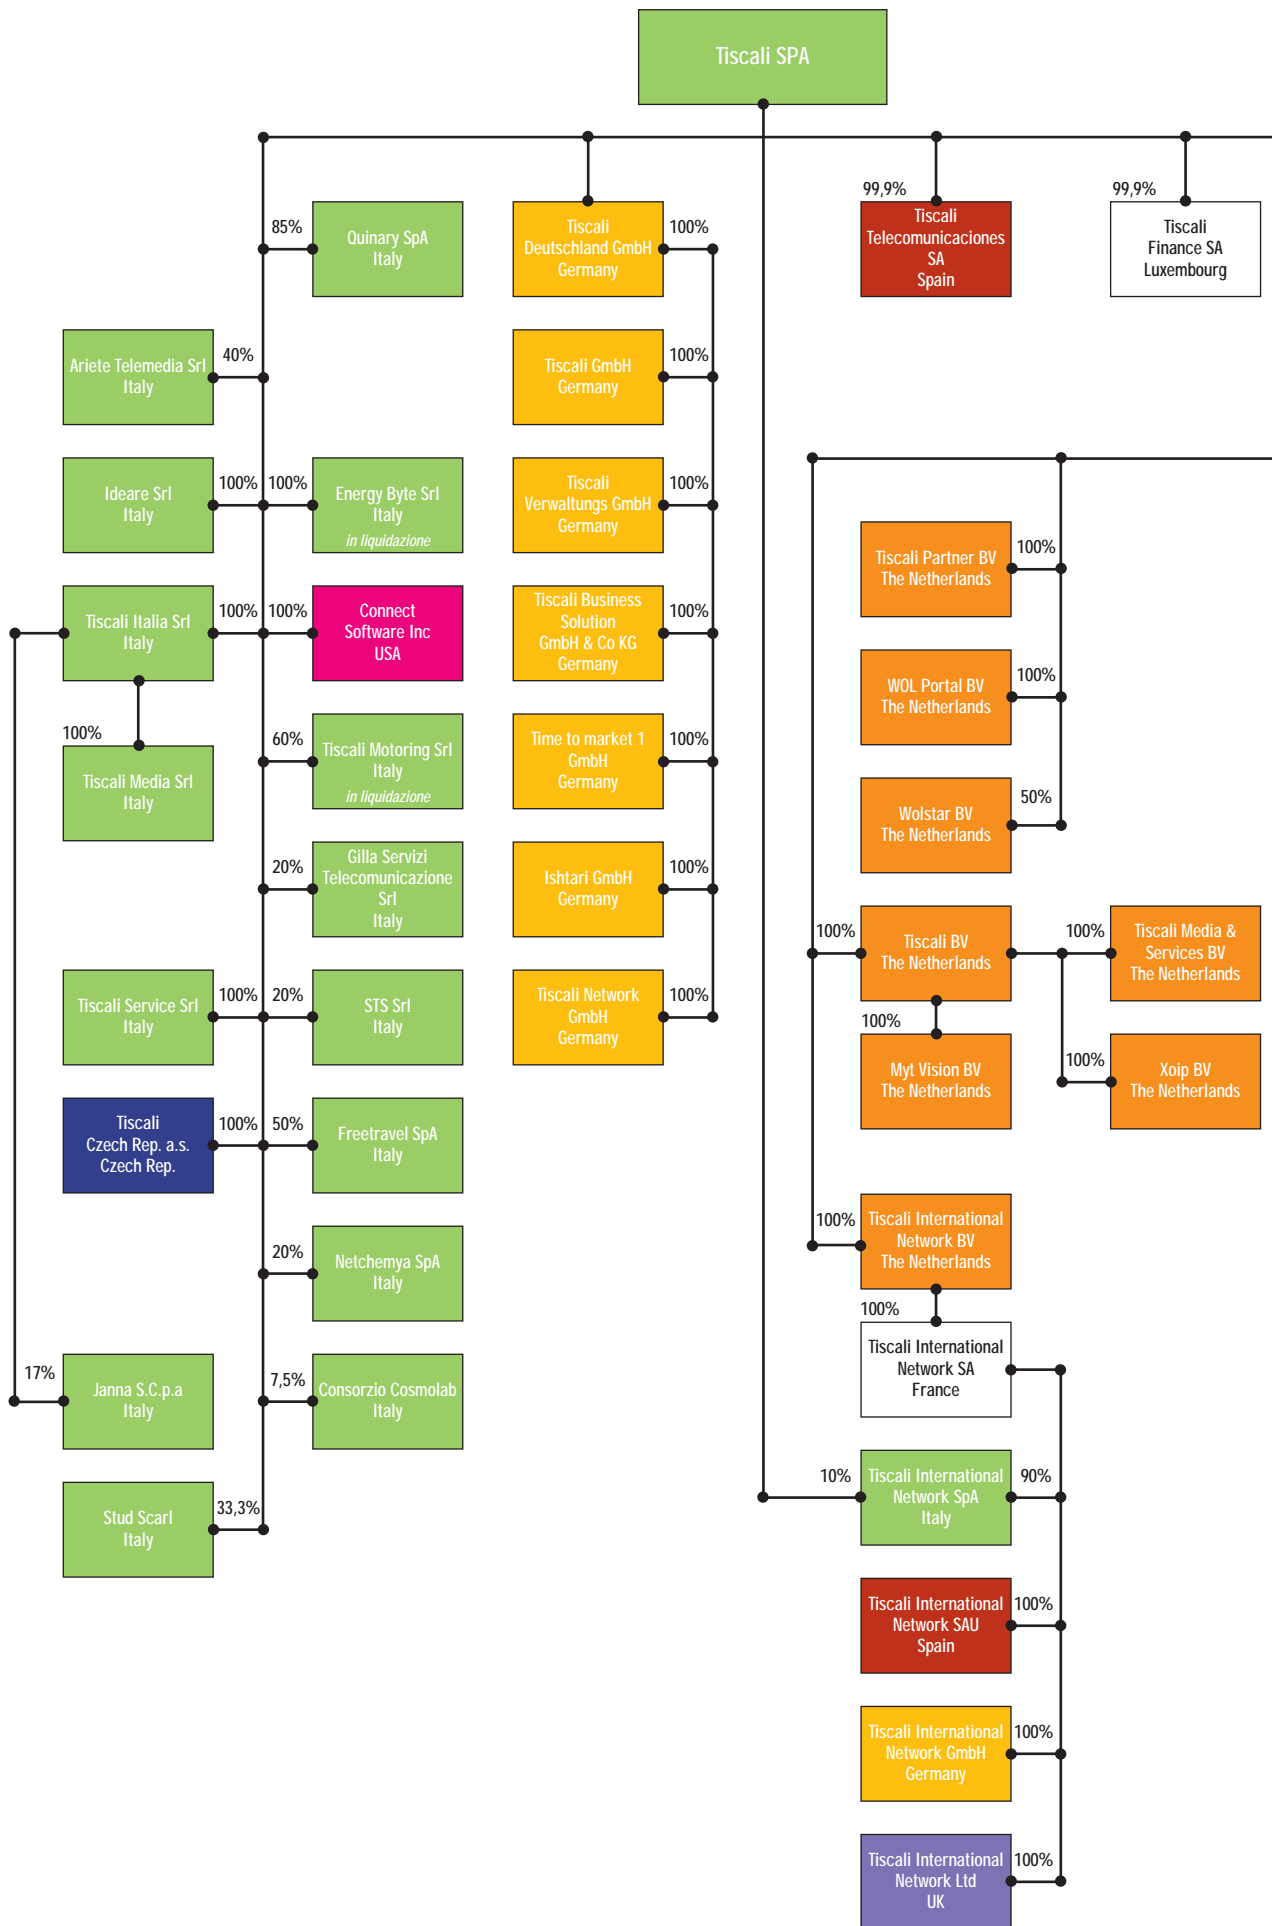 Tiscali SPA
85%
Quinary SpA
Italy
Tiscali
Deutschland GmbH
Germany
100%
99,9%
Tiscali
Telecomunicaciones
SA
Spain
99,9%
Tiscali
Finance SA
Luxembourg
Ariete Telemedia Srl
Italy
40%
Tiscali GmbH
Germany
100%
Ideare Srl
Italy
100%
100%
Energy Byte Srl
Italy
in liquidazione
Tiscali
Verwaltungs GmbH
Germany
100%
Tiscali Partner BV
The Netherlands
100%
Tiscali Italia Srl
Italy
100%
100%
Connect
Software Inc
USA
Tiscali Business
Solution
GmbH & Co KG
Germany
100%
WOL Portal BV
The Netherlands
100%
100%
Tiscali Media Srl
Italy
60%
Tiscali Motoring Srl
Italy
in liquidazione
Time to market 1
GmbH
Germany
100%
Wolstar BV
The Netherlands
50%
20%
Gilla Servizi
Telecomunicazione
Srl
Italy
Ishtari GmbH
Germany
100%
100%
Tiscali BV
The Netherlands
100%
Tiscali Media &
Services BV
The Netherlands
Tiscali Service Srl
Italy
100%
20%
STS Srl
Italy
Tiscali Network
GmbH
Germany
100%
100%
Myt Vision BV
The Netherlands
100%
Xoip BV
The Netherlands
Tiscali
Czech Rep. a.s.
Czech Rep.
100%
50%
Freetravel SpA
Italy
20%
Netchemya SpA
Italy
100%
Tiscali International
Network BV
The Netherlands
100%
Tiscali International
Network SA
France
17%
Janna S.C.p.a
Italy
7,5%
Consorzio Cosmolab
Italy
Stud Scarl
Italy
33,3%
10%
Tiscali International
Network SpA
Italy
90%
Tiscali International
Network SAU
Spain
100%
Tiscali International
Network GmbH
Germany
100%
Tiscali International
Network Ltd
UK
100%